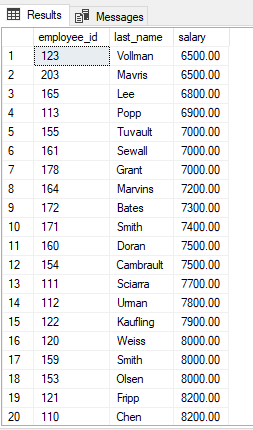 Results Messages
employee_id last_name salary
1 123 Vollman 6500.00
2 203 Mavris 6500.00
3 165 Lee 6800.00
4 113 Popp 6900.00
5 155 Tuvault 7000.00
6 161 Sewall 7000.00
7 178 Grant 7000.00
8 164 Marvins 7200.00
9 172 Bates 7300.00
10 171 Smith 7400.00
11 160 Doran 7500.00
12 154 Cambrault 7500.00
13 111 Sciarra 7700.00
14 112 Urman 7800.00
15 122 Kaufling 7900.00
16 120 Weiss 8000.00
17 159 Smith 8000.00
18 153 Olsen 8000.00
19 121 Fripp 8200.00
20 110 Chen 8200.00